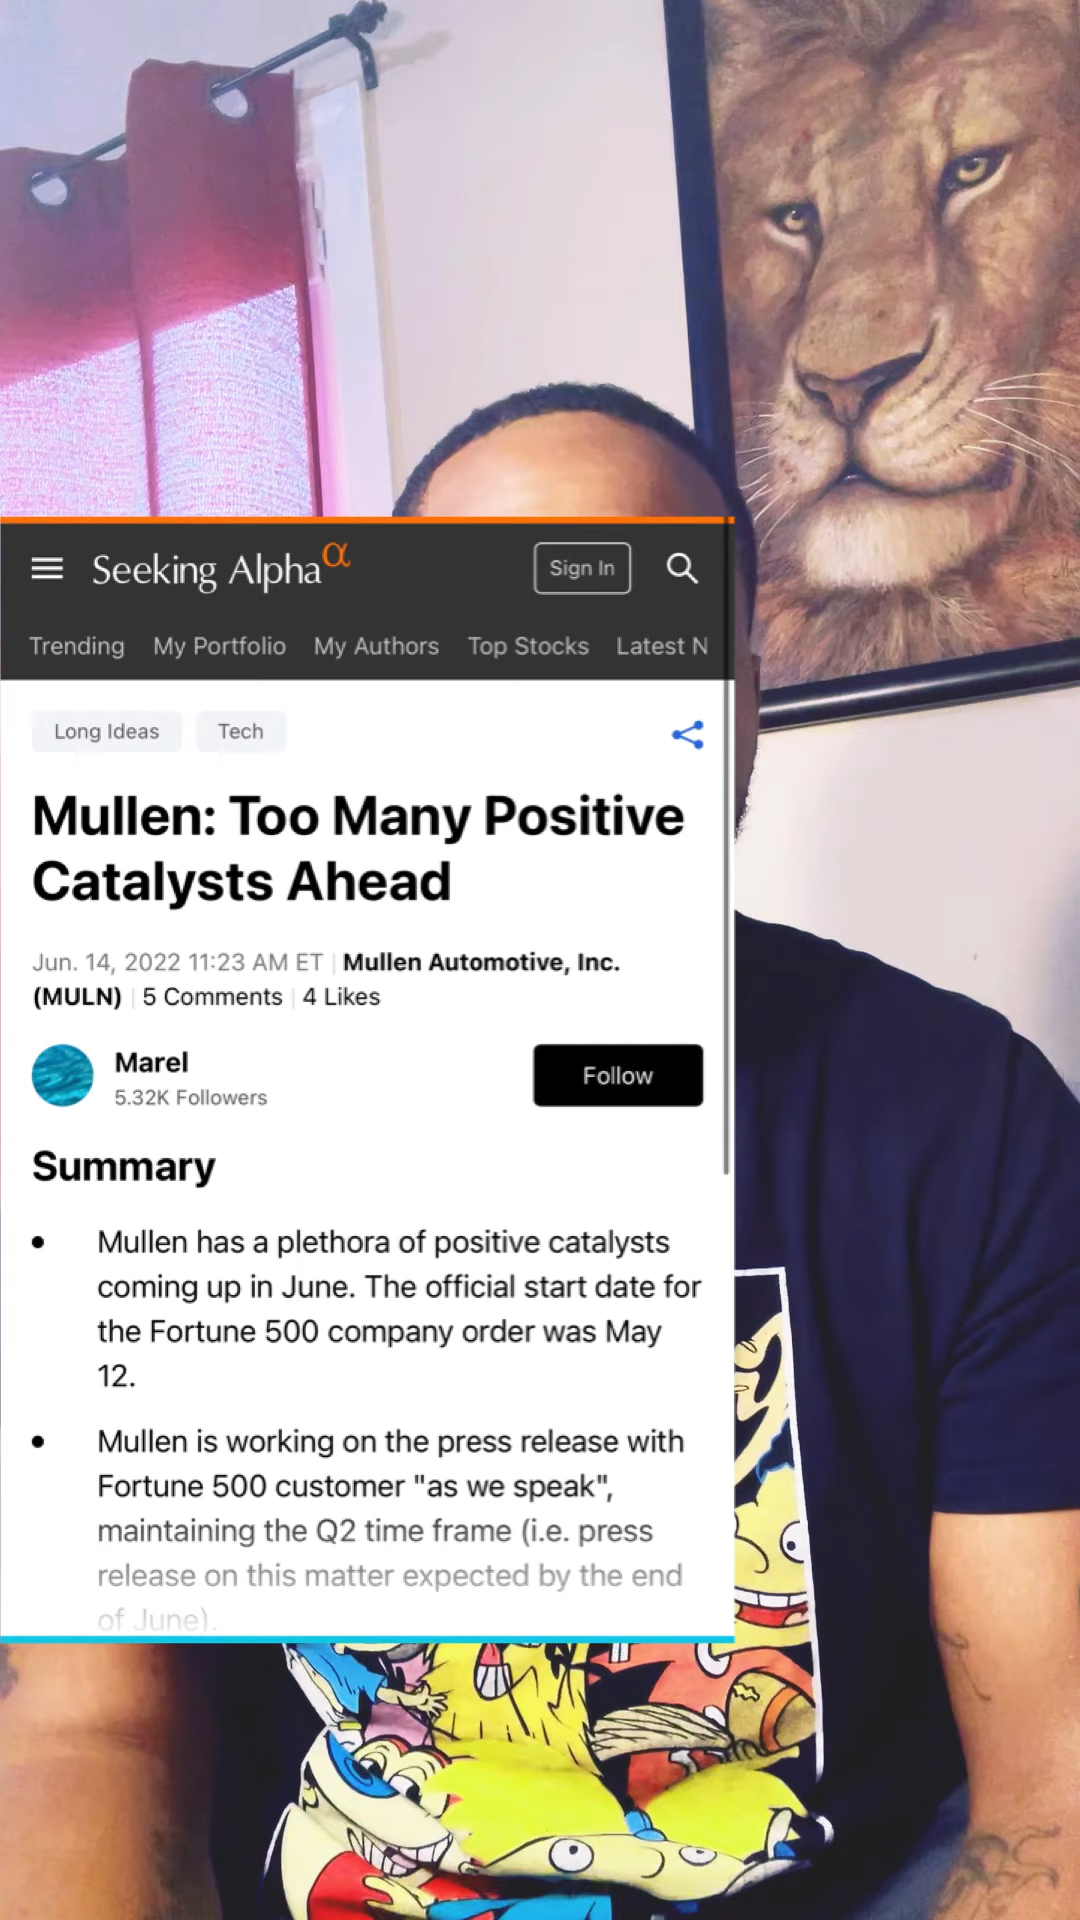 Seeking Alpha α
Sign In
Trending My Portfolio My Authors Top Stocks Latest N
Long Ideas Tech
Mullen: Too Many Positive
Catalysts Ahead
Jun. 14, 2022 11:23 AM ET | Mullen Automotive, Inc.
(MULN) | 5 Comments | 4 Likes
Marel
5.32K Followers
Follow
Summary
• Mullen has a plethora of positive catalysts
coming up in June. The official start date for
the Fortune 500 company order was May
12.
• Mullen is working on the press release with
Fortune 500 customer "as we speak",
maintaining the Q2 time frame (i.e. press
release on this matter expected by the end
of June).